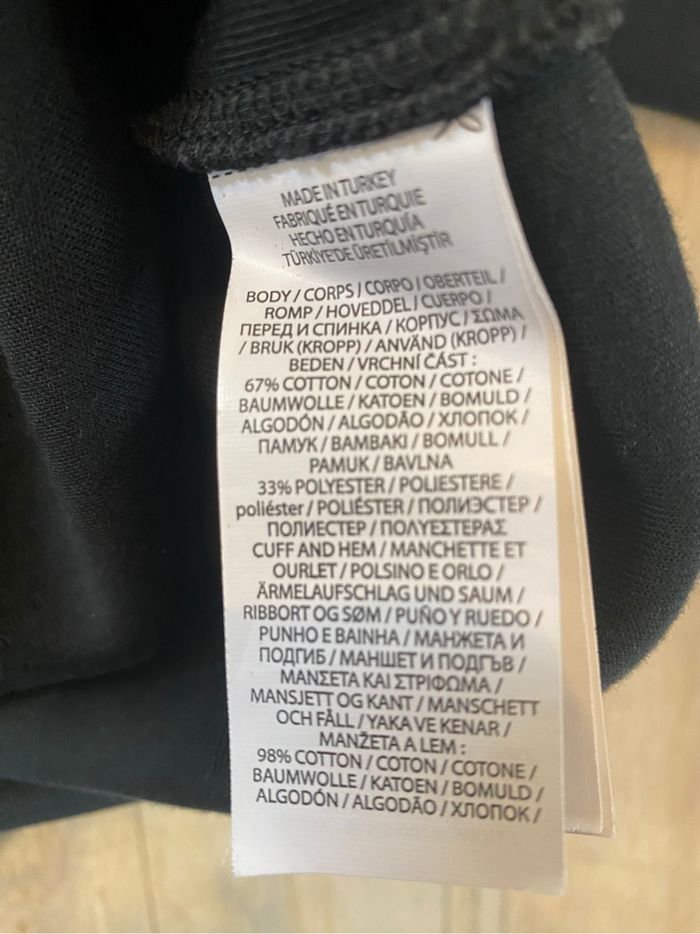 MADE IN TURKEY
FABRIQUÉ EN TURQUIE
HECHO EN TURQUÍA
TÜRKİYE'DE ÜRETİLMİŞTİR
BODY / CORPS / CORPO / OBERTEIL /
ROMP / HOVEDDEL / CUERPO /
ПЕРЕД И СПИНКА / КОРПУС / ΣΩΜΑ
/ BRUK (KROPP) / ANVÄND (KROPP) /
BEDEN / VRCHNÍ ČÁST :
67% COTTON / COTON / COTONE /
BAUMWOLLE / KATOEN / BOMULD /
ALGODÓN / ALGODÃO / ХЛОПОК /
ПАМУК / ΒΑΜΒΑΚΙ / BOMULL /
PAMUK / BAVLNA
33% POLYESTER / POLIESTERE /
poliéster / POLIÉSTER / ПОЛИЭСТЕР /
ПОЛИЕСТЕР / ΠΟΛΥΕΣΤΕΡΑΣ
CUFF AND HEM / MANCHETTE ET
OURLET / POLSINO E ORLO /
ÄRMELAUFSCHLAG UND SAUM /
RIBBORT OG SØM / PUÑO Y RUEDO /
PUNHO E BAINHA / МАНЖЕТА И
ПОДГИБ / МАНШЕТ И ПОДГЪВ /
ΜΑΝΣΕΤΑ ΚΑΙ ΣΤΡΙΦΩΜΑ /
MANSJETT OG KANT / MANSCHETT
OCH FÅLL / YAKA VE KENAR /
MANŽETA A LEM :
98% COTTON / COTON / COTONE /
BAUMWOLLE / KATOEN / BOMULD /
ALGODÓN / ALGODÃO / ХЛОПОК /